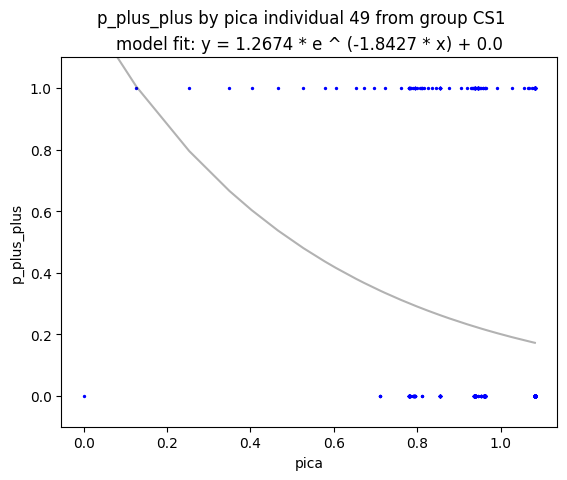 p_plus_plus by pica individual 49 from group CS1
model fit: y = 1.2674 * e ^ (-1.8427 * x) + 0.0
1.0
0.8
0.6
0.4
0.2
0.0
p_plus_plus
0.0 0.2 0.4 0.6 0.8 1.0
pica